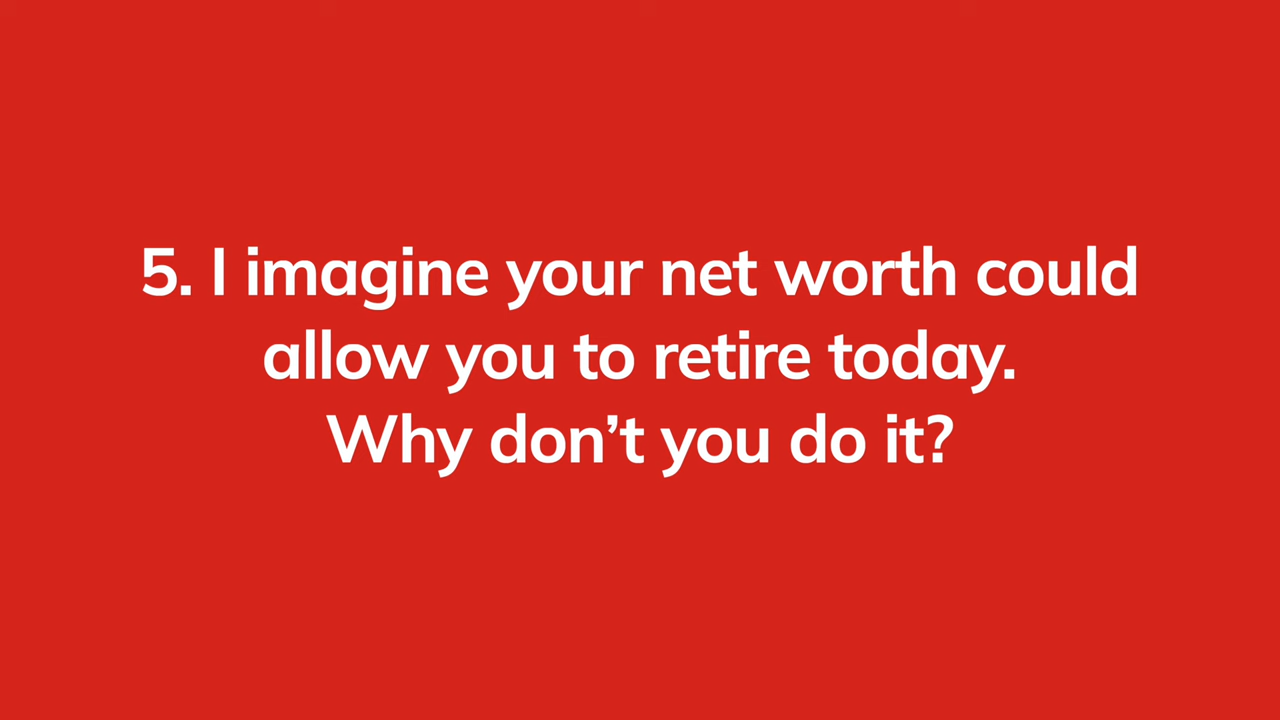 5. I imagine your net worth could
allow you to retire today.
Why don’t you do it?